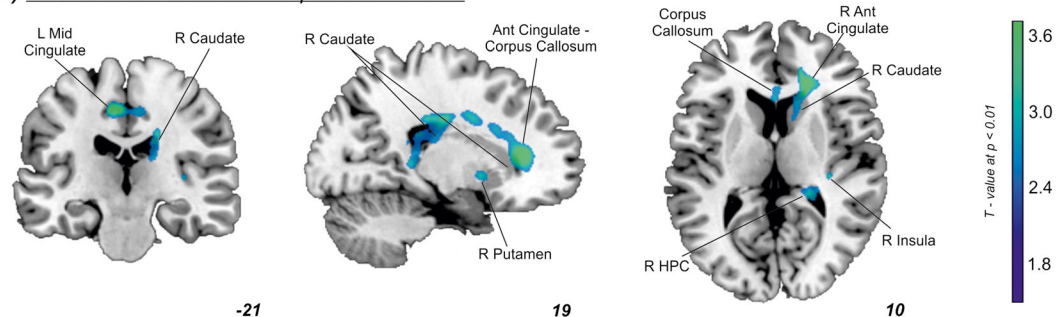 L Mid
Cingulate
R Caudate
-21
R Caudate
Ant Cingulate -
Corpus Callosum
R Putamen
19
Corpus
Callosum
R Ant
Cingulate
R Caudate
R Insula
R HPC
10
T - value at p < 0.01
3.6
3.0
2.4
1.8